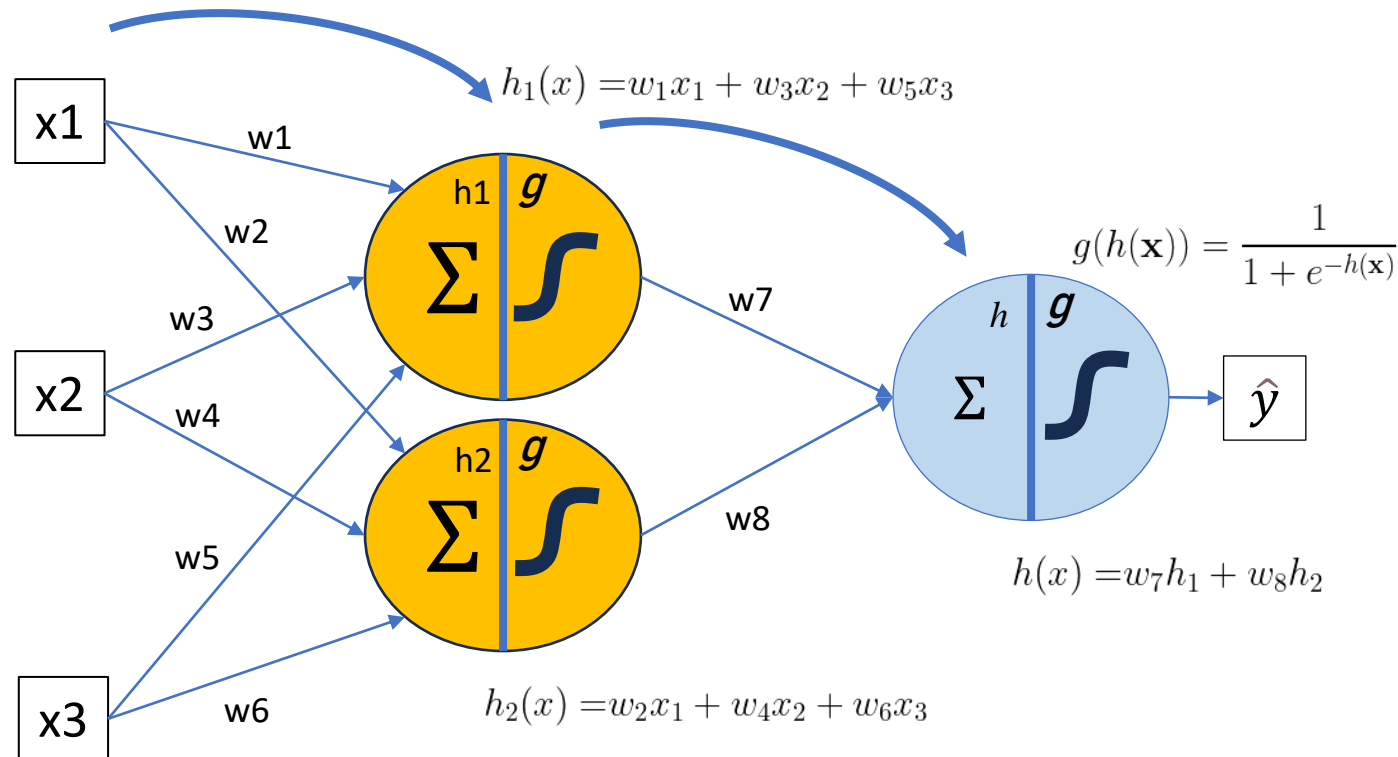 h₁(x) =w₁x₁ + w₃x₂ + w₅x₃
x1
w1
w2
h1 g
Σ
g(h(𝐱)) = 1 / (1 + e^{-h(𝐱)})
w3
w7
h g
Σ
x2
ŷ
w4
h2 g
Σ
w8
w5
h(x) =w₇h₁ + w₈h₂
x3
w6
h₂(x) =w₂x₁ + w₄x₂ + w₆x₃